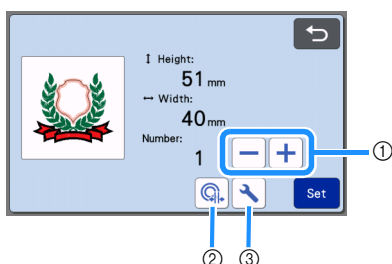 ↕ Height:
51 mm
↔ Width:
40 mm
Number:
1 − +
Set
①
② ③